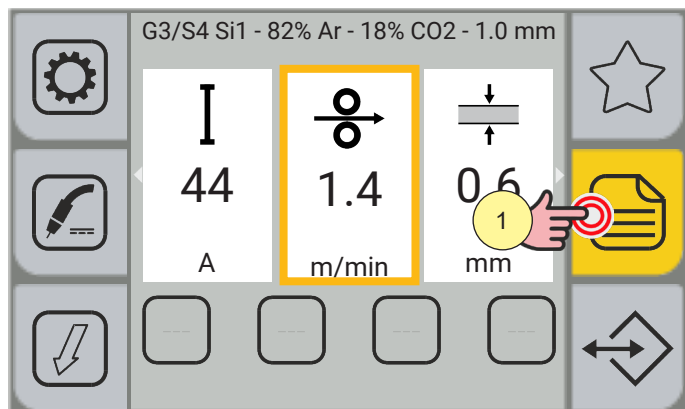 G3/S4 Si1 - 82% Ar - 18% CO2 - 1.0 mm
44 1.4 0.6
1
A m/min mm
--- --- --- ---